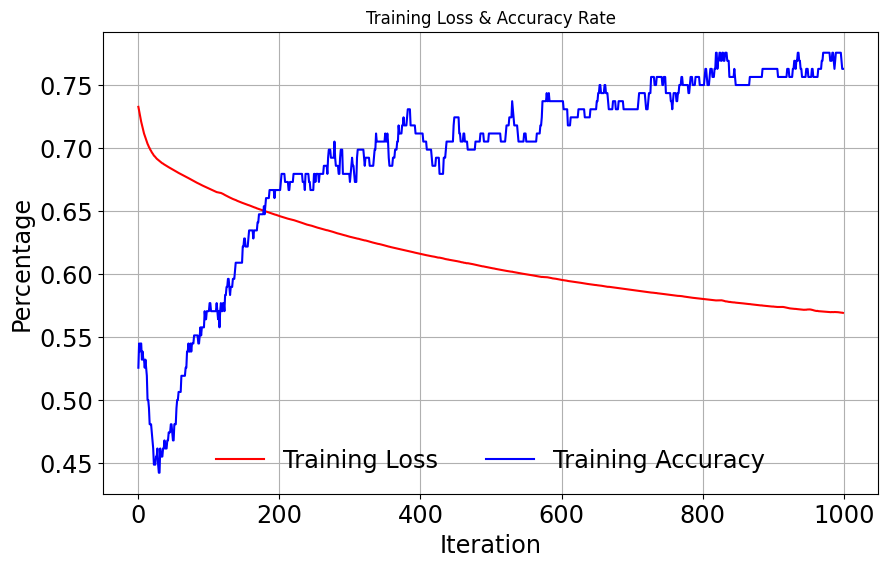 Training Loss & Accuracy Rate
Percentage
0.75
0.70
0.65
0.60
0.55
0.50
0.45
Training Loss
Training Accuracy
0 200 400 600 800 1000
Iteration